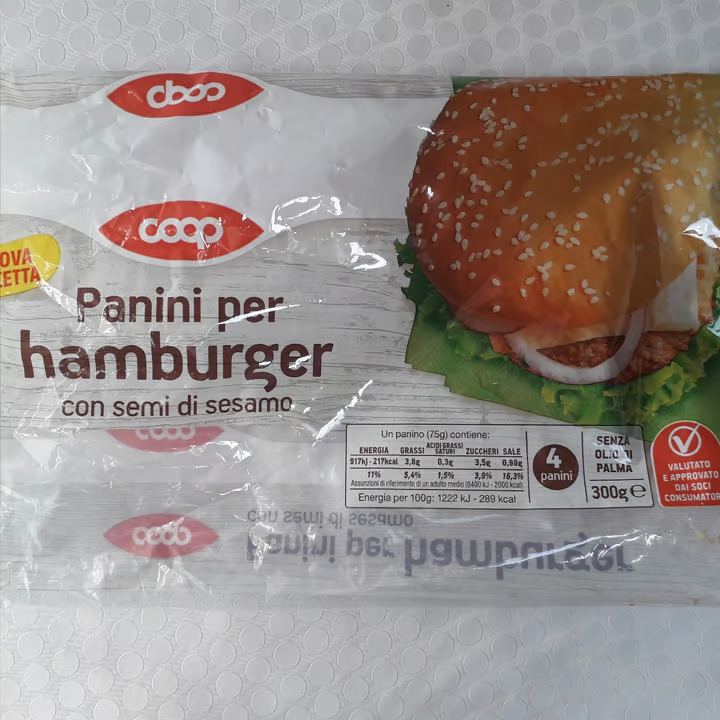 coop
coop
OVA
CETTA
Panini per
hamburger
con semi di sesamo
coop
Un panino (75g) contiene:
ENERGIA GRASSI ACIDI GRASSI SATURI ZUCCHERI SALE
917kJ - 217kcal 3,8g 0,3g 3,5g 0,98g
11% 5,4% 1,5% 3,9% 16,3%
Assunzioni di riferimento di un adulto medio (8400 kJ - 2000 kcal)
Energia per 100g: 1222 kJ - 289 kcal
4
panini
SENZA
OLIO DI
PALMA
300g e
VALUTATO
E APPROVATO
DAI SOCI
CONSUMATOR
con semi di sesamo
coop
Panini per hamburger